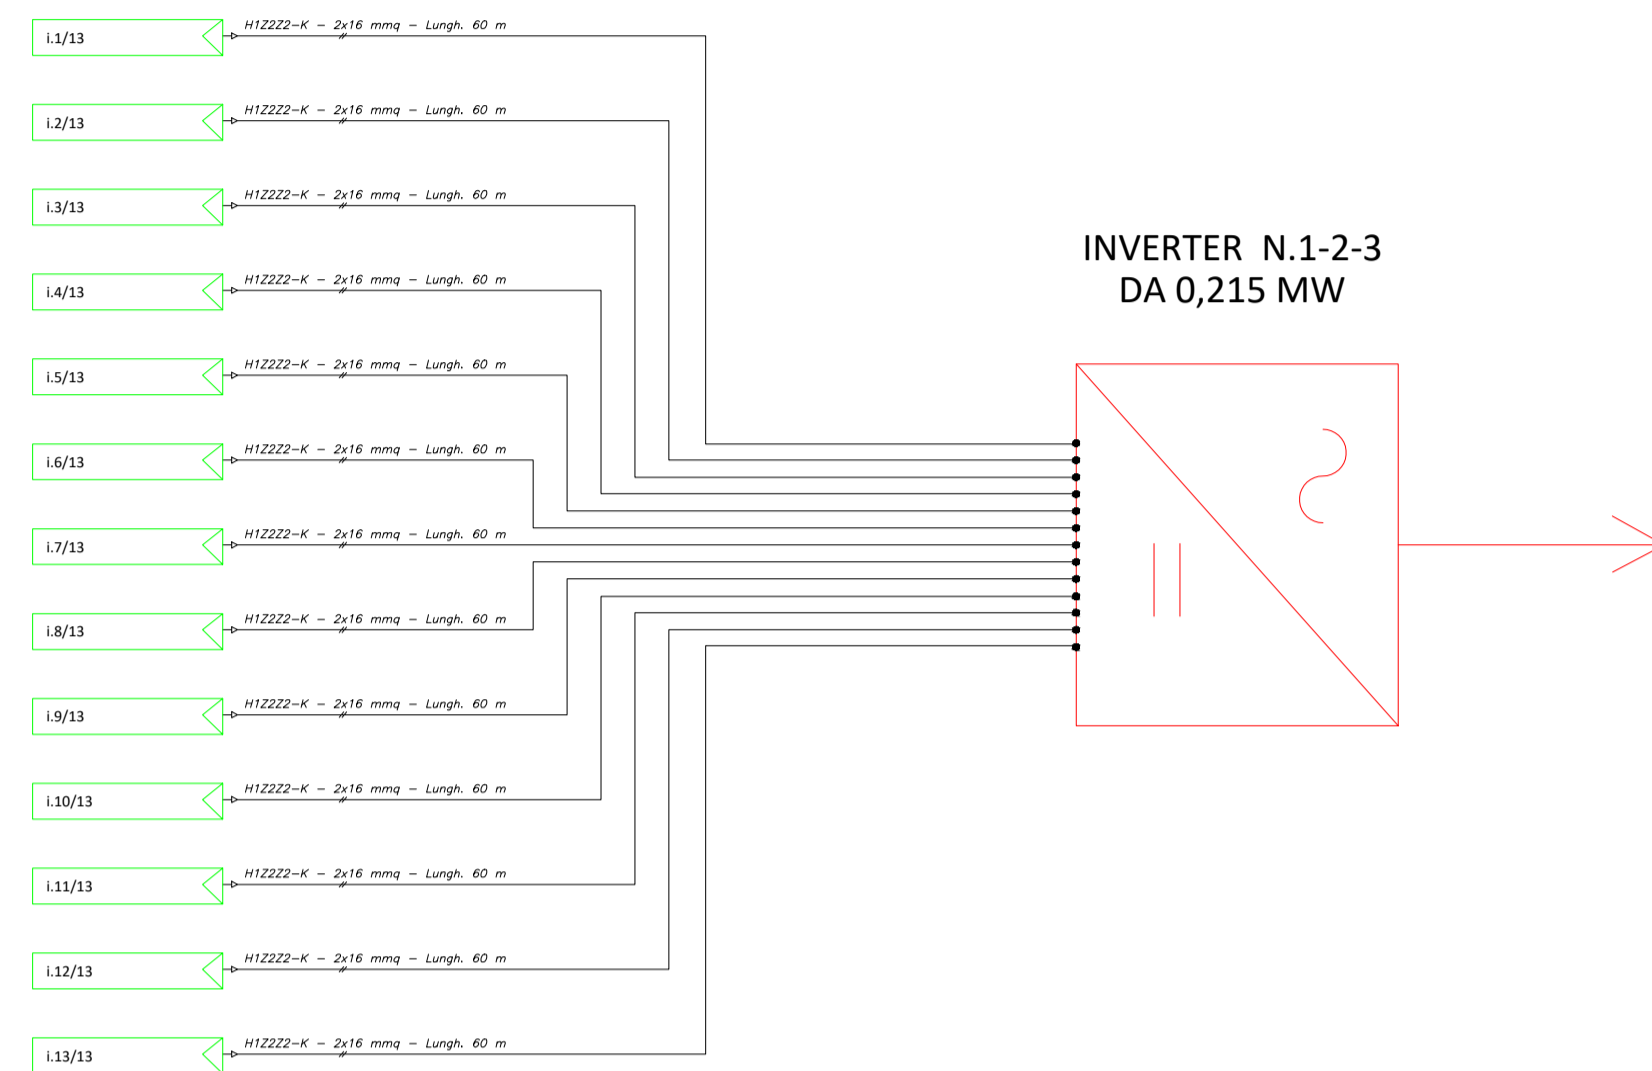 H1Z2Z2-K - 2x16 mmq - Lungh. 60 m
i.1/13
H1Z2Z2-K - 2x16 mmq - Lungh. 60 m
i.2/13
H1Z2Z2-K - 2x16 mmq - Lungh. 60 m
i.3/13
INVERTER N.1-2-3
DA 0,215 MW
H1Z2Z2-K - 2x16 mmq - Lungh. 60 m
i.4/13
H1Z2Z2-K - 2x16 mmq - Lungh. 60 m
i.5/13
H1Z2Z2-K - 2x16 mmq - Lungh. 60 m
i.6/13
H1Z2Z2-K - 2x16 mmq - Lungh. 60 m
i.7/13
H1Z2Z2-K - 2x16 mmq - Lungh. 60 m
i.8/13
H1Z2Z2-K - 2x16 mmq - Lungh. 60 m
i.9/13
H1Z2Z2-K - 2x16 mmq - Lungh. 60 m
i.10/13
H1Z2Z2-K - 2x16 mmq - Lungh. 60 m
i.11/13
H1Z2Z2-K - 2x16 mmq - Lungh. 60 m
i.12/13
H1Z2Z2-K - 2x16 mmq - Lungh. 60 m
i.13/13